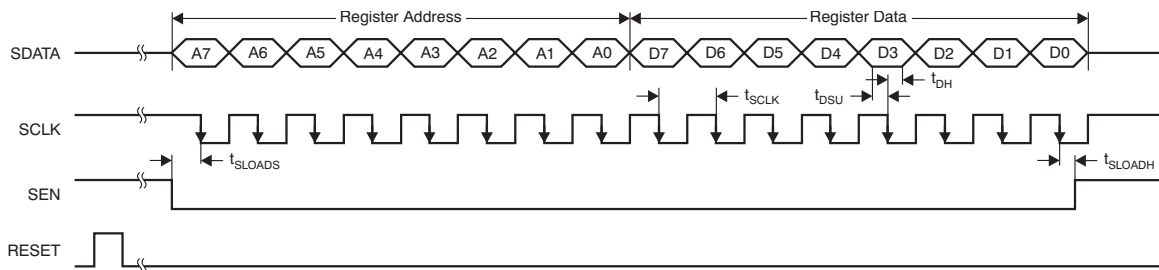 Register Address Register Data
SDATA A7 A6 A5 A4 A3 A2 A1 A0 D7 D6 D5 D4 D3 D2 D1 D0
tDH
tSCLK tDSU
SCLK
tSLOADS tSLOADH
SEN
RESET